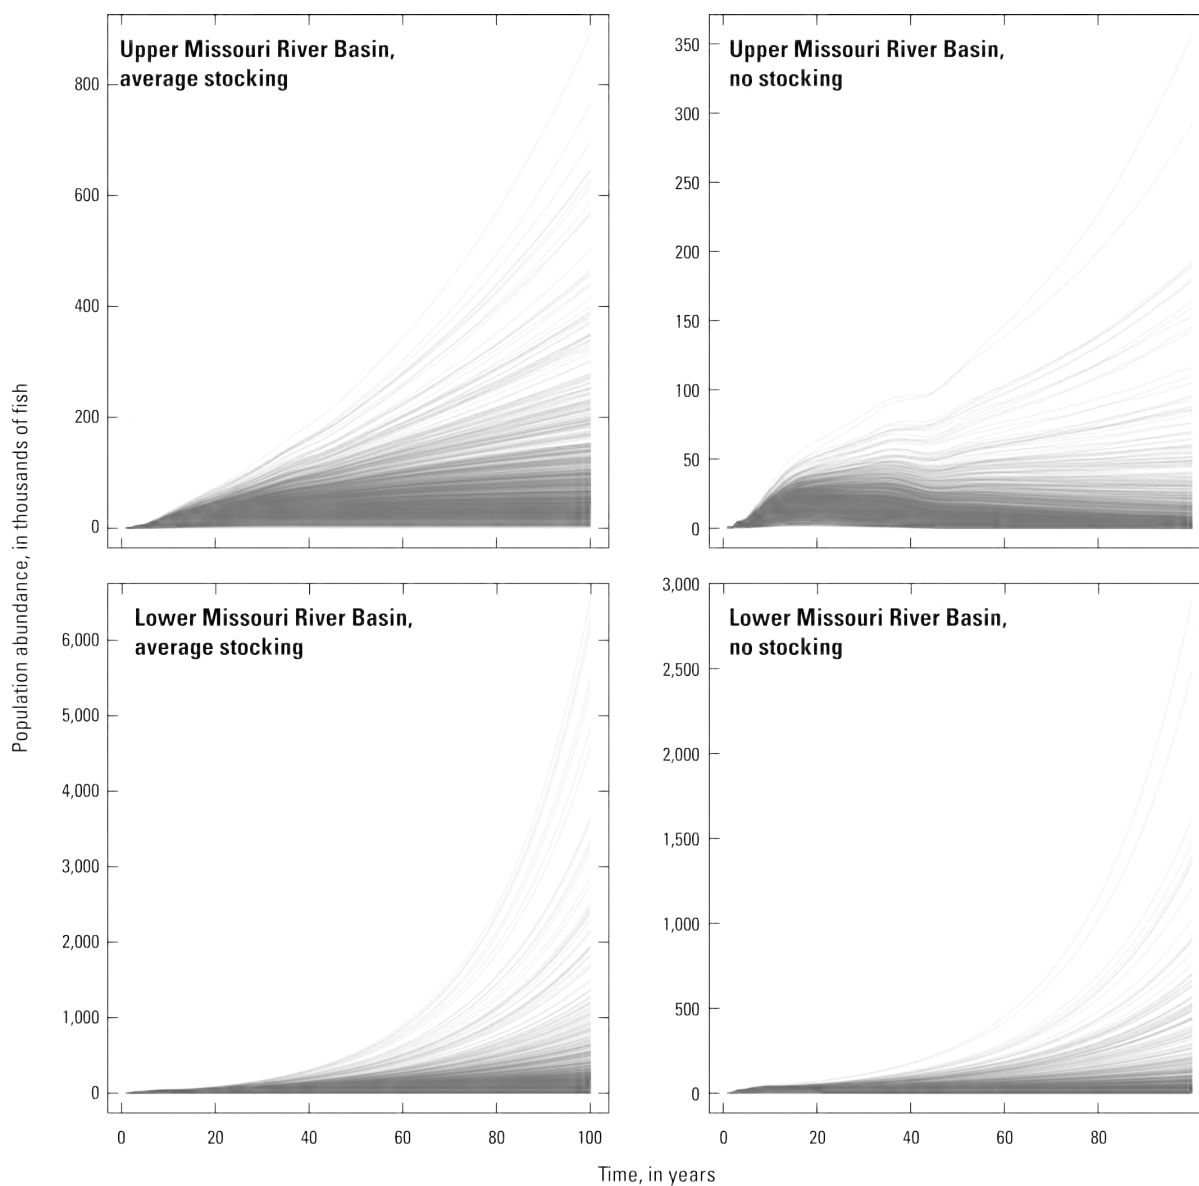 Upper Missouri River Basin,
average stocking
800
600
400
200
0
Upper Missouri River Basin,
no stocking
350
300
250
200
150
100
50
0
Lower Missouri River Basin,
average stocking
6,000
5,000
4,000
3,000
2,000
1,000
0
0 20 40 60 80 100
Lower Missouri River Basin,
no stocking
3,000
2,500
2,000
1,500
1,000
500
0
0 20 40 60 80
Population abundance, in thousands of fish
Time, in years